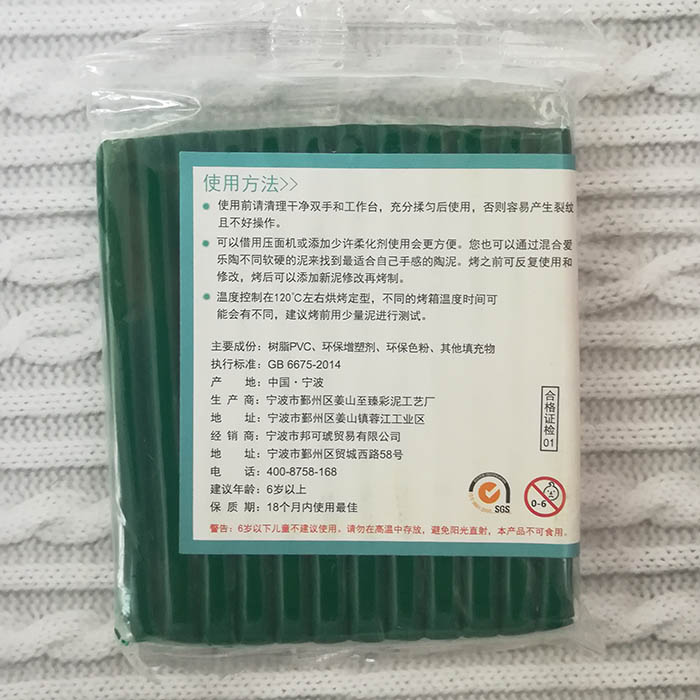 使用方法>>
● 使用前请清理干净双手和工作台，充分揉匀后使用，否则容易产生裂纹
且不好操作。
● 可以借用压面机或添加少许柔化剂使用会更方便。您也可以通过混合爱
乐陶不同软硬的泥来找到最适合自己手感的陶泥。烤之前可反复使用和
修改，烤后可以添加新泥修改再烤制。
● 温度控制在120℃左右烘烤定型，不同的烤箱温度时间可
能会有不同，建议烤前用少量泥进行测试。
主要成份：树脂PVC、环保增塑剂、环保色粉、其他填充物
执行标准：GB 6675-2014
产 地：中国·宁波
生 产 商：宁波市鄞州区姜山至臻彩泥工艺厂
地 址：宁波市鄞州区姜山镇蓉江工业区
经 销 商：宁波市邦可琥贸易有限公司
地 址：宁波市鄞州区贸城西路58号
电 话：400-8758-168
建议年龄：6岁以上
保 质 期：18个月内使用最佳
合格证检01
SGS
0-6
警告：6岁以下儿童不建议使用。请勿在高温中存放，避免阳光直射，本产品不可食用。